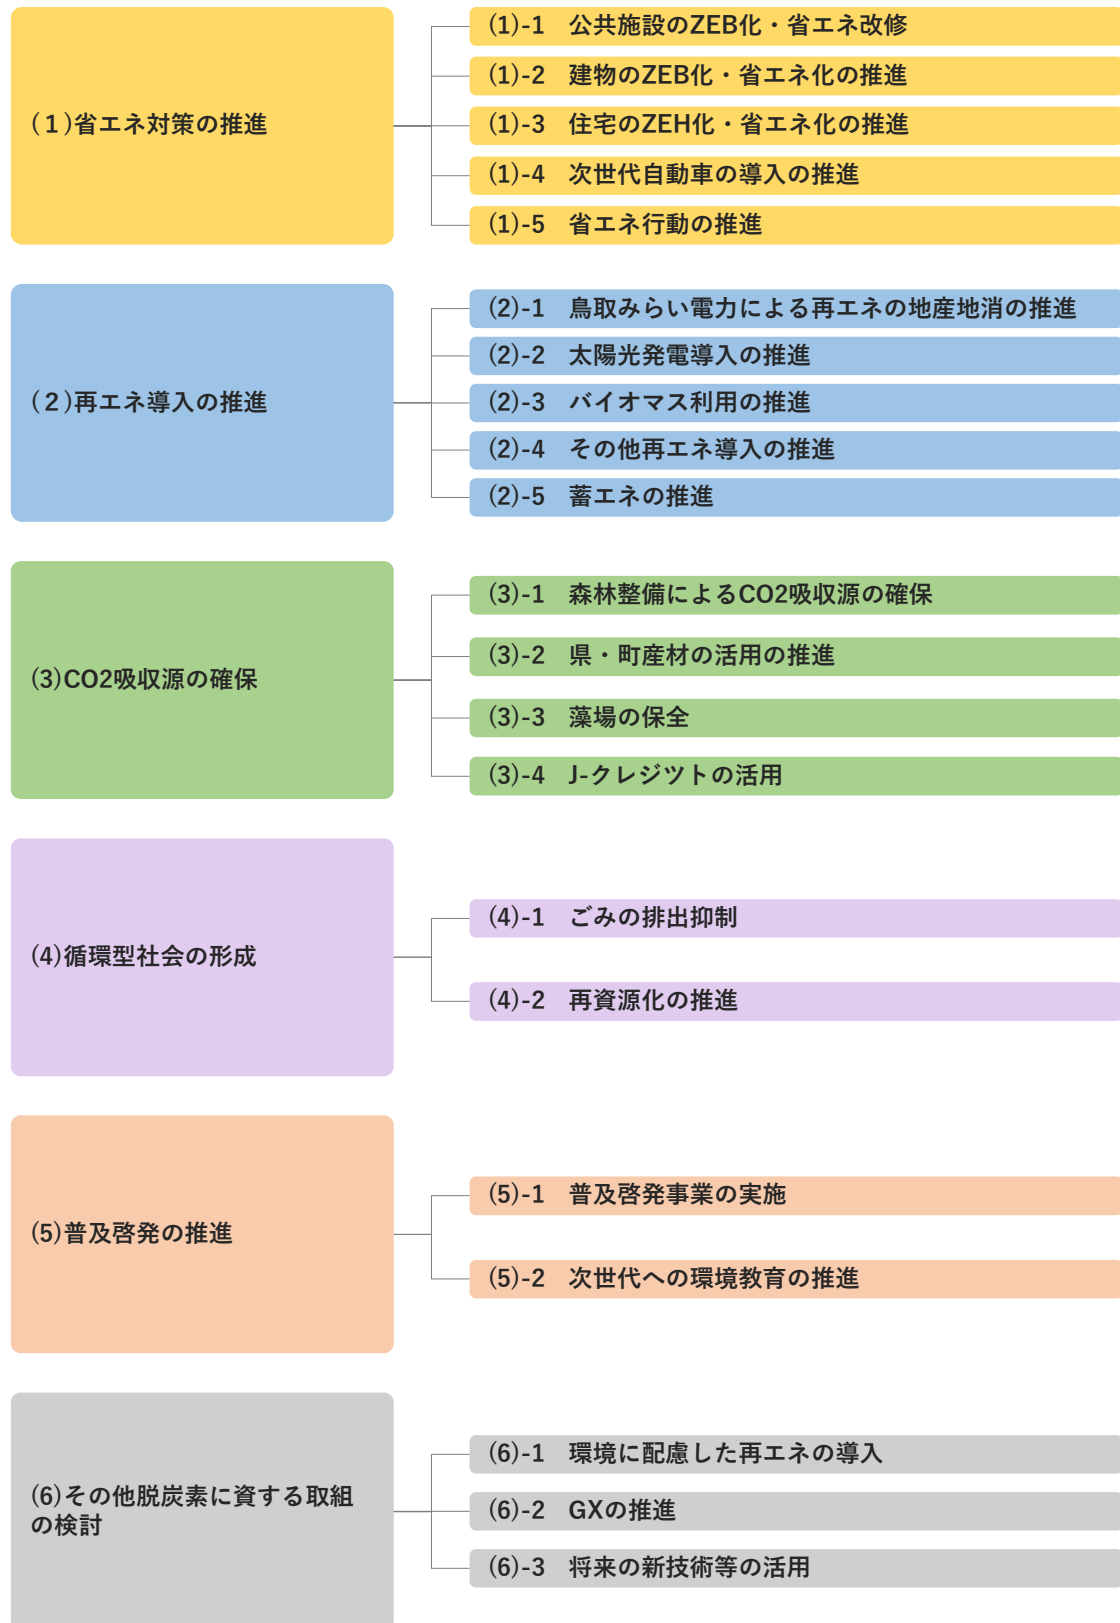 (１)省エネ対策の推進
(1)-1　公共施設のZEB化・省エネ改修
(1)-2　建物のZEB化・省エネ化の推進
(1)-3　住宅のZEH化・省エネ化の推進
(1)-4　次世代自動車の導入の推進
(1)-5　省エネ行動の推進
(２)再エネ導入の推進
(2)-1　鳥取みらい電力による再エネの地産地消の推進
(2)-2　太陽光発電導入の推進
(2)-3　バイオマス利用の推進
(2)-4　その他再エネ導入の推進
(2)-5　蓄エネの推進
(3)CO2吸収源の確保
(3)-1　森林整備によるCO2吸収源の確保
(3)-2　県・町産材の活用の推進
(3)-3　藻場の保全
(3)-4　J-クレジツトの活用
(4)循環型社会の形成
(4)-1　ごみの排出抑制
(4)-2　再資源化の推進
(5)普及啓発の推進
(5)-1　普及啓発事業の実施
(5)-2　次世代への環境教育の推進
(6)その他脱炭素に資する取組
の検討
(6)-1　環境に配慮した再エネの導入
(6)-2　GXの推進
(6)-3　将来の新技術等の活用